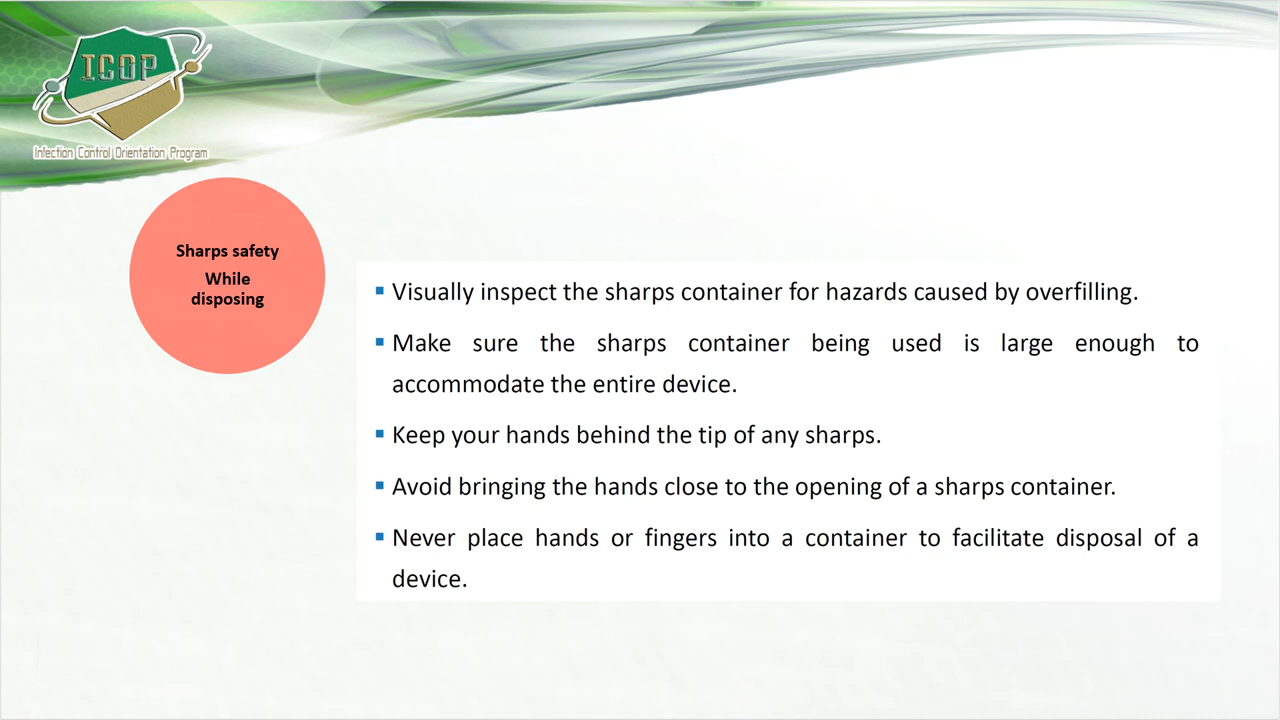 ICOP
Infection Control Orientation Program
Sharps safety
While
disposing
▪ Visually inspect the sharps container for hazards caused by overfilling.
▪ Make sure the sharps container being used is large enough to
accommodate the entire device.
▪ Keep your hands behind the tip of any sharps.
▪ Avoid bringing the hands close to the opening of a sharps container.
▪ Never place hands or fingers into a container to facilitate disposal of a
device.